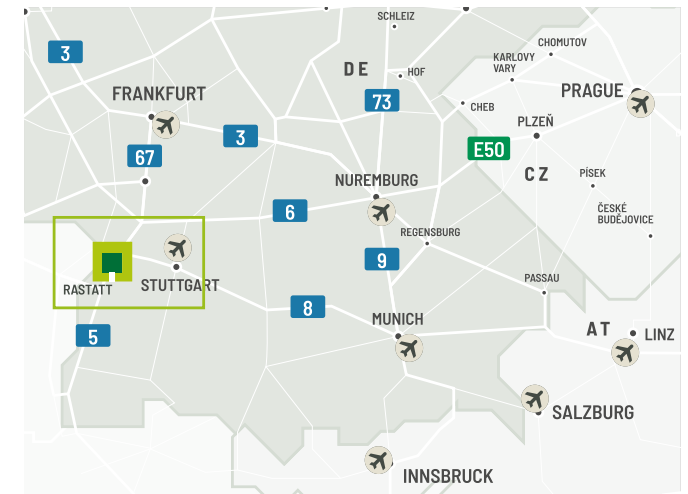 SCHLEIZ
CHOMUTOV
3
KARLOVY
VARY
DE
HOF
FRANKFURT
73
PRAGUE
CHEB
3
PLZEŇ
67
E50
CZ
NUREMBURG
PÍSEK
6
ČESKÉ
BUDĚJOVICE
REGENSBURG
9
PASSAU
RASTATT
STUTTGART
8
MUNICH
AT
5
LINZ
SALZBURG
INNSBRUCK